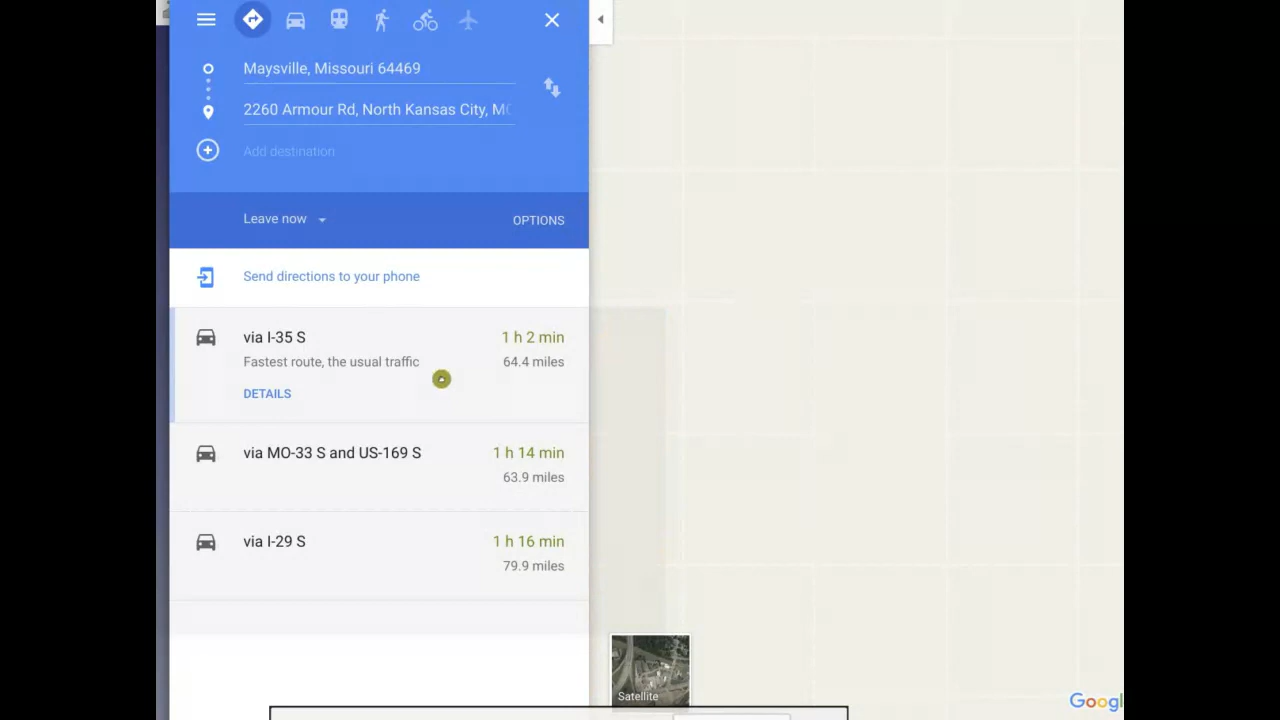 Maysville, Missouri 64469
2260 Armour Rd, North Kansas City, MO
Add destination
Leave now
OPTIONS
Send directions to your phone
via I-35 S
1 h 2 min
Fastest route, the usual traffic
64.4 miles
DETAILS
via MO-33 S and US-169 S
1 h 14 min
63.9 miles
via I-29 S
1 h 16 min
79.9 miles
Satellite
Googl